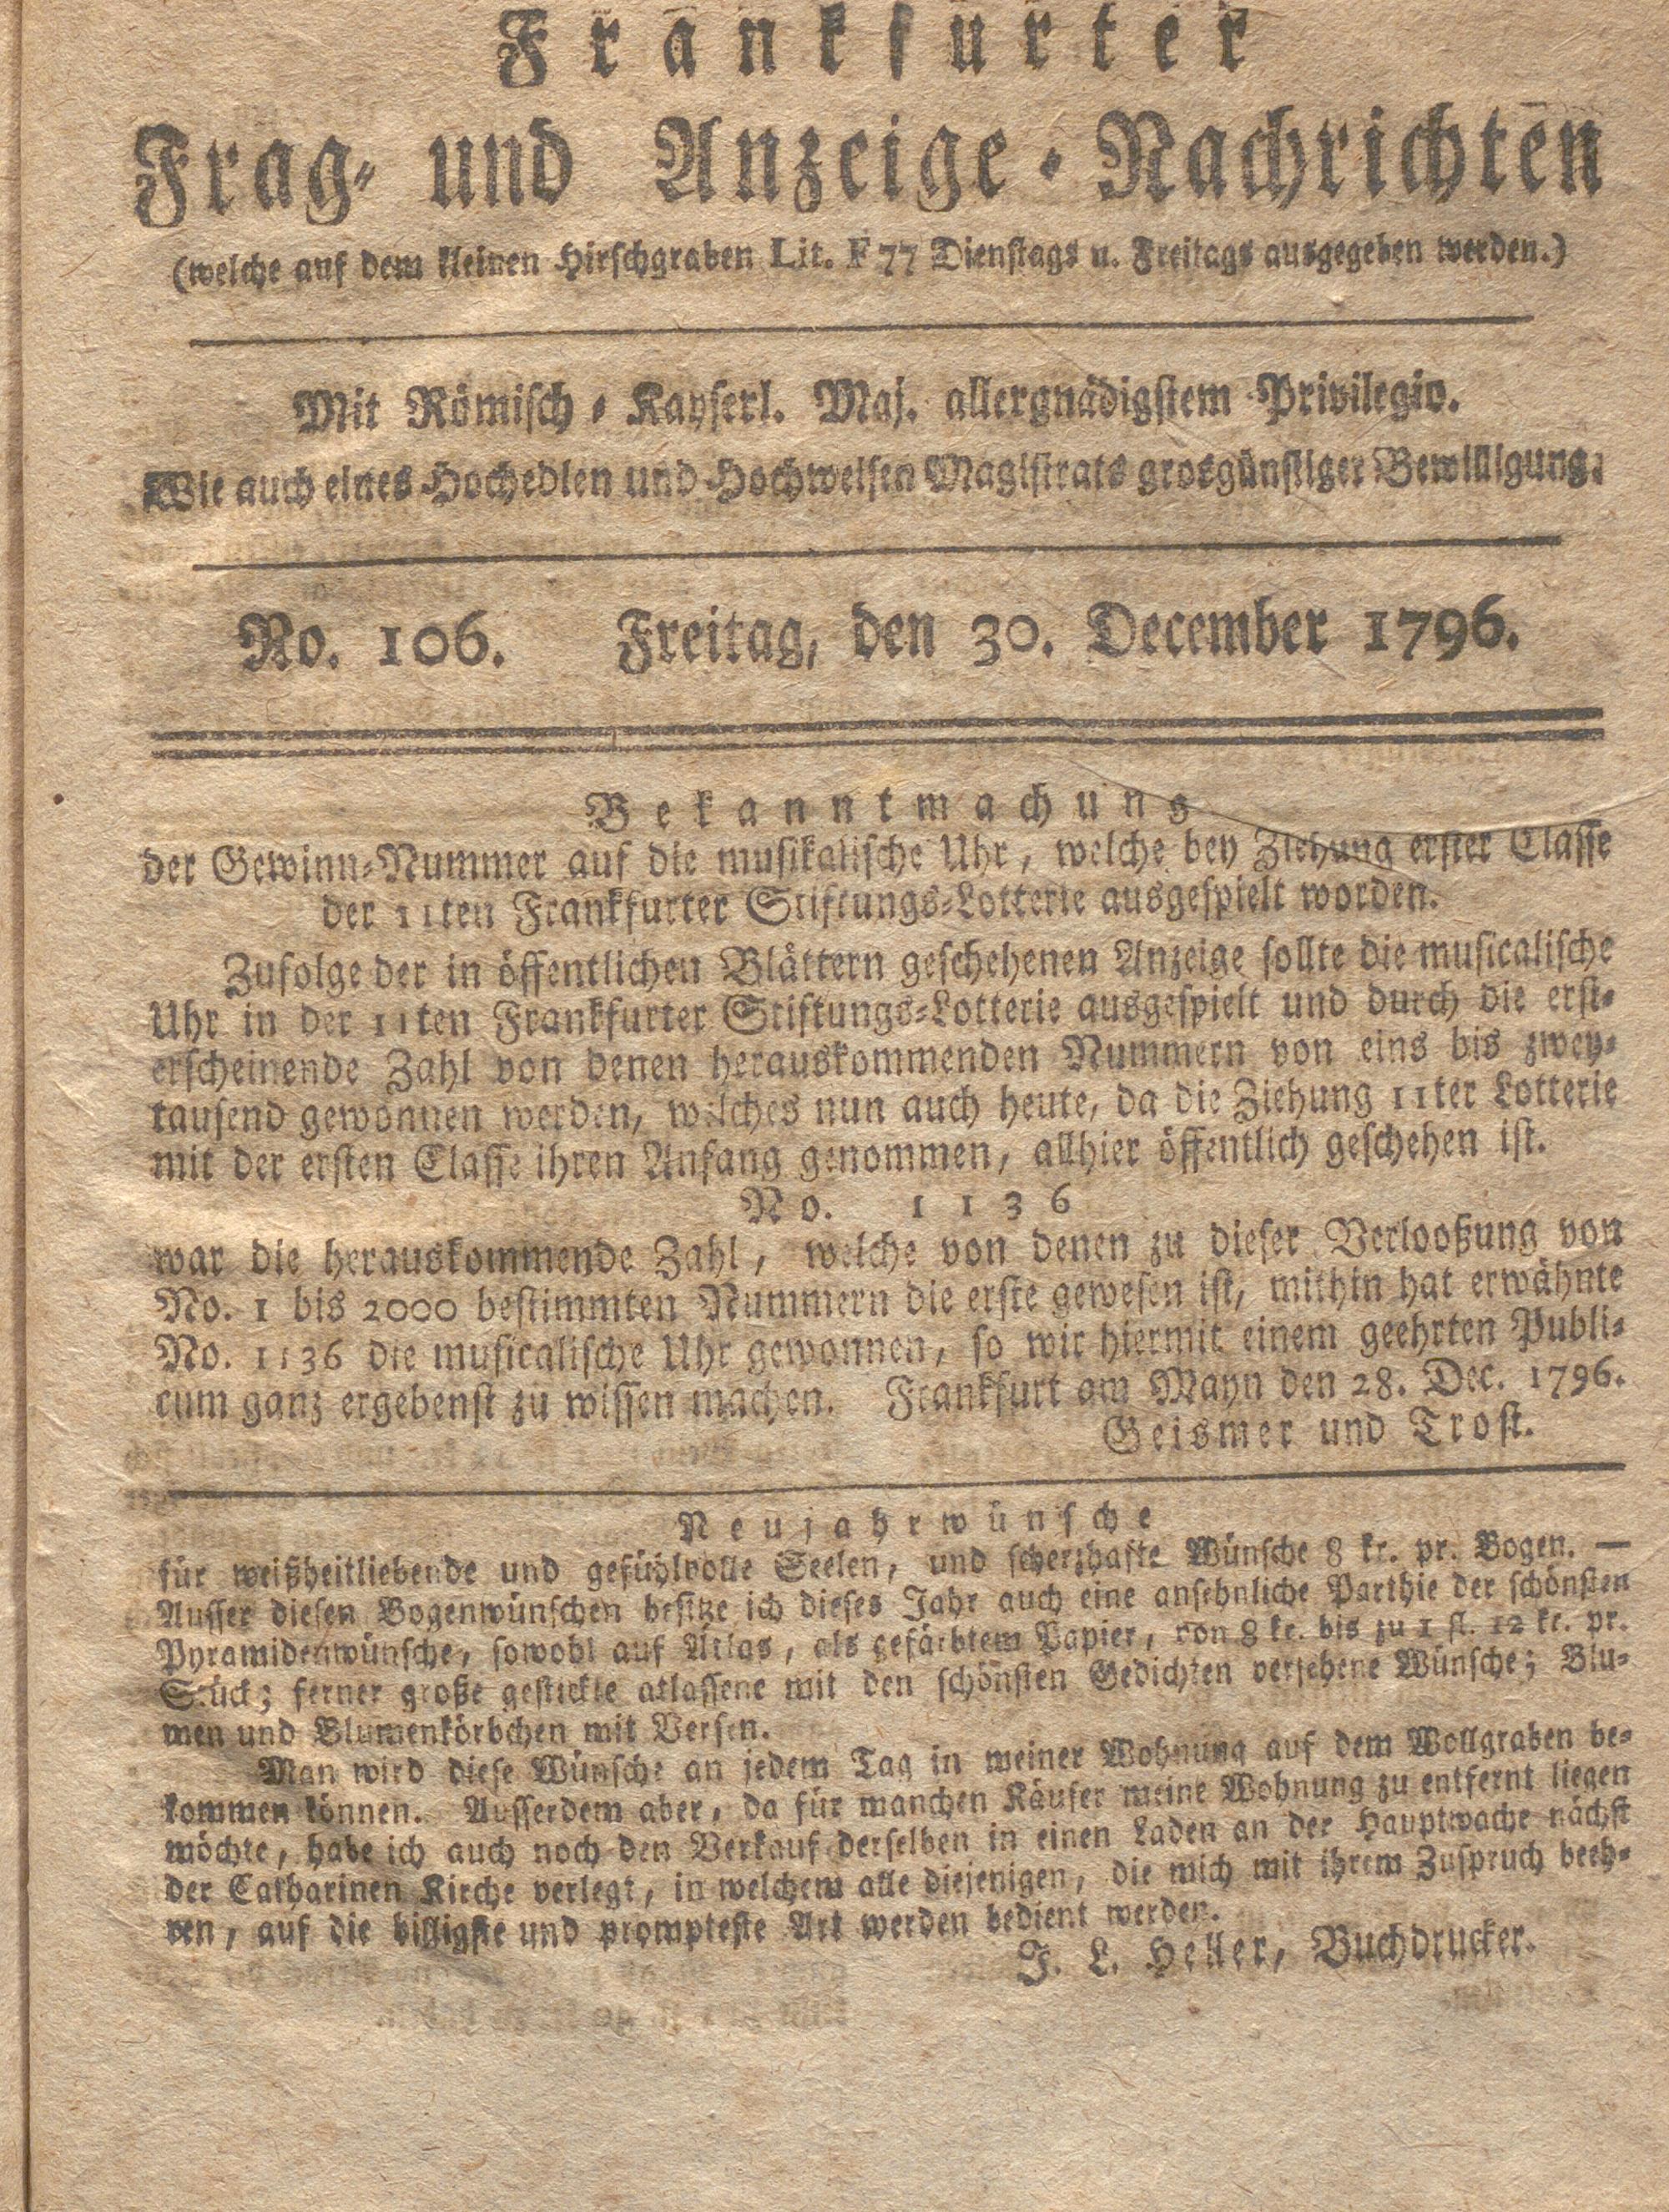 Frankfurter
Frag- und Anzeige-Nachrichten
(welche auf dem kleinen Hirschgraben Lit. F 77 Dienstags u. Freitags ausgegeben werden.)
Mit Römisch-Kayserl. Maj. allergnädigstem Privilegio.
Wie auch eines Hochedlen und Hochweisen Magistrats grosgünstiger Bewilligung.
No. 106. Freitag, den 30. December 1796.
Bekanntmachung
der Gewinn-Nummer auf die musikalische Uhr, welche bey Ziehung erster Classe
der 11ten Frankfurter Stiftungs-Lotterie ausgespielt worden.
Zufolge der in öffentlichen Blättern geschehenen Anzeige sollte die musicalische
Uhr in der 11ten Frankfurter Stiftungs-Lotterie ausgespielt und durch die erst-
erscheinende Zahl von denen herauskommenden Nummern von eins bis zwey-
tausend gewonnen werden, welches nun auch heute, da die Ziehung 11ter Lotterie
mit der ersten Classe ihren Anfang genommen, allhier öffentlich geschehen ist.
No. 1136
war die herauskommende Zahl, welche von denen zu dieser Verlooßung von
No. 1 bis 2000 bestimmten Nummern die erste gewesen ist, mithin hat erwähnte
No. 1136 die musicalische Uhr gewonnen, so wir hiermit einem geehrten Publi-
cum ganz ergebenst zu wissen machen. Frankfurt am Mayn den 28. Dec. 1796.
Geismer und Trost.
Neujahrwünsche
für weißheitliebende und gefühlvolle Seelen, und scherzhafte Wünsche 8 kr. pr. Bogen. —
Ausser diesen Bogenwünschen besitze ich dieses Jahr auch eine ansehnliche Parthie der schönsten
Pyramidenwünsche, sowohl auf Atlas, als gefärbtem Papier, von 8 kr. bis zu 1 fl. 12 kr. pr.
Stück; ferner große gestickte atlassene mit den schönsten Gedichten versehene Wünsche; Blu-
men und Blumenkörbchen mit Versen.
Man wird diese Wünsche an jedem Tag in meiner Wohnung auf dem Wollgraben be-
kommen können. Ausserdem aber, da für manchen Käufer meine Wohnung zu entfernt liegen
möchte, habe ich auch noch den Verkauf derselben in einen Laden an der Hauptwache nächst
der Catharinen Kirche verlegt, in welchem alle diejenigen, die mich mit ihrem Zuspruch beeh-
ren, auf die billigste und prompteste Art werden bedient werden.
J. L. Heller, Buchdrucker.